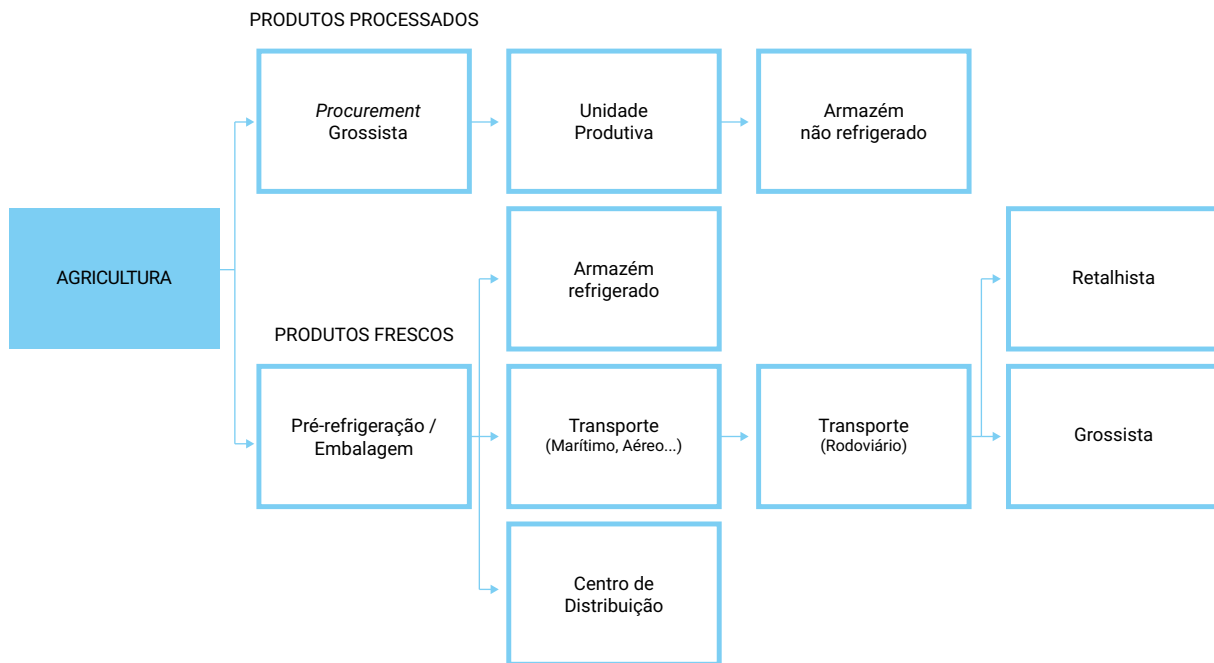 PRODUTOS PROCESSADOS
Procurement
Grossista
Unidade
Produtiva
Armazém
não refrigerado
AGRICULTURA
Armazém
refrigerado
Retalhista
PRODUTOS FRESCOS
Pré-refrigeração /
Embalagem
Transporte
(Marítimo, Aéreo...)
Transporte
(Rodoviário)
Grossista
Centro de
Distribuição